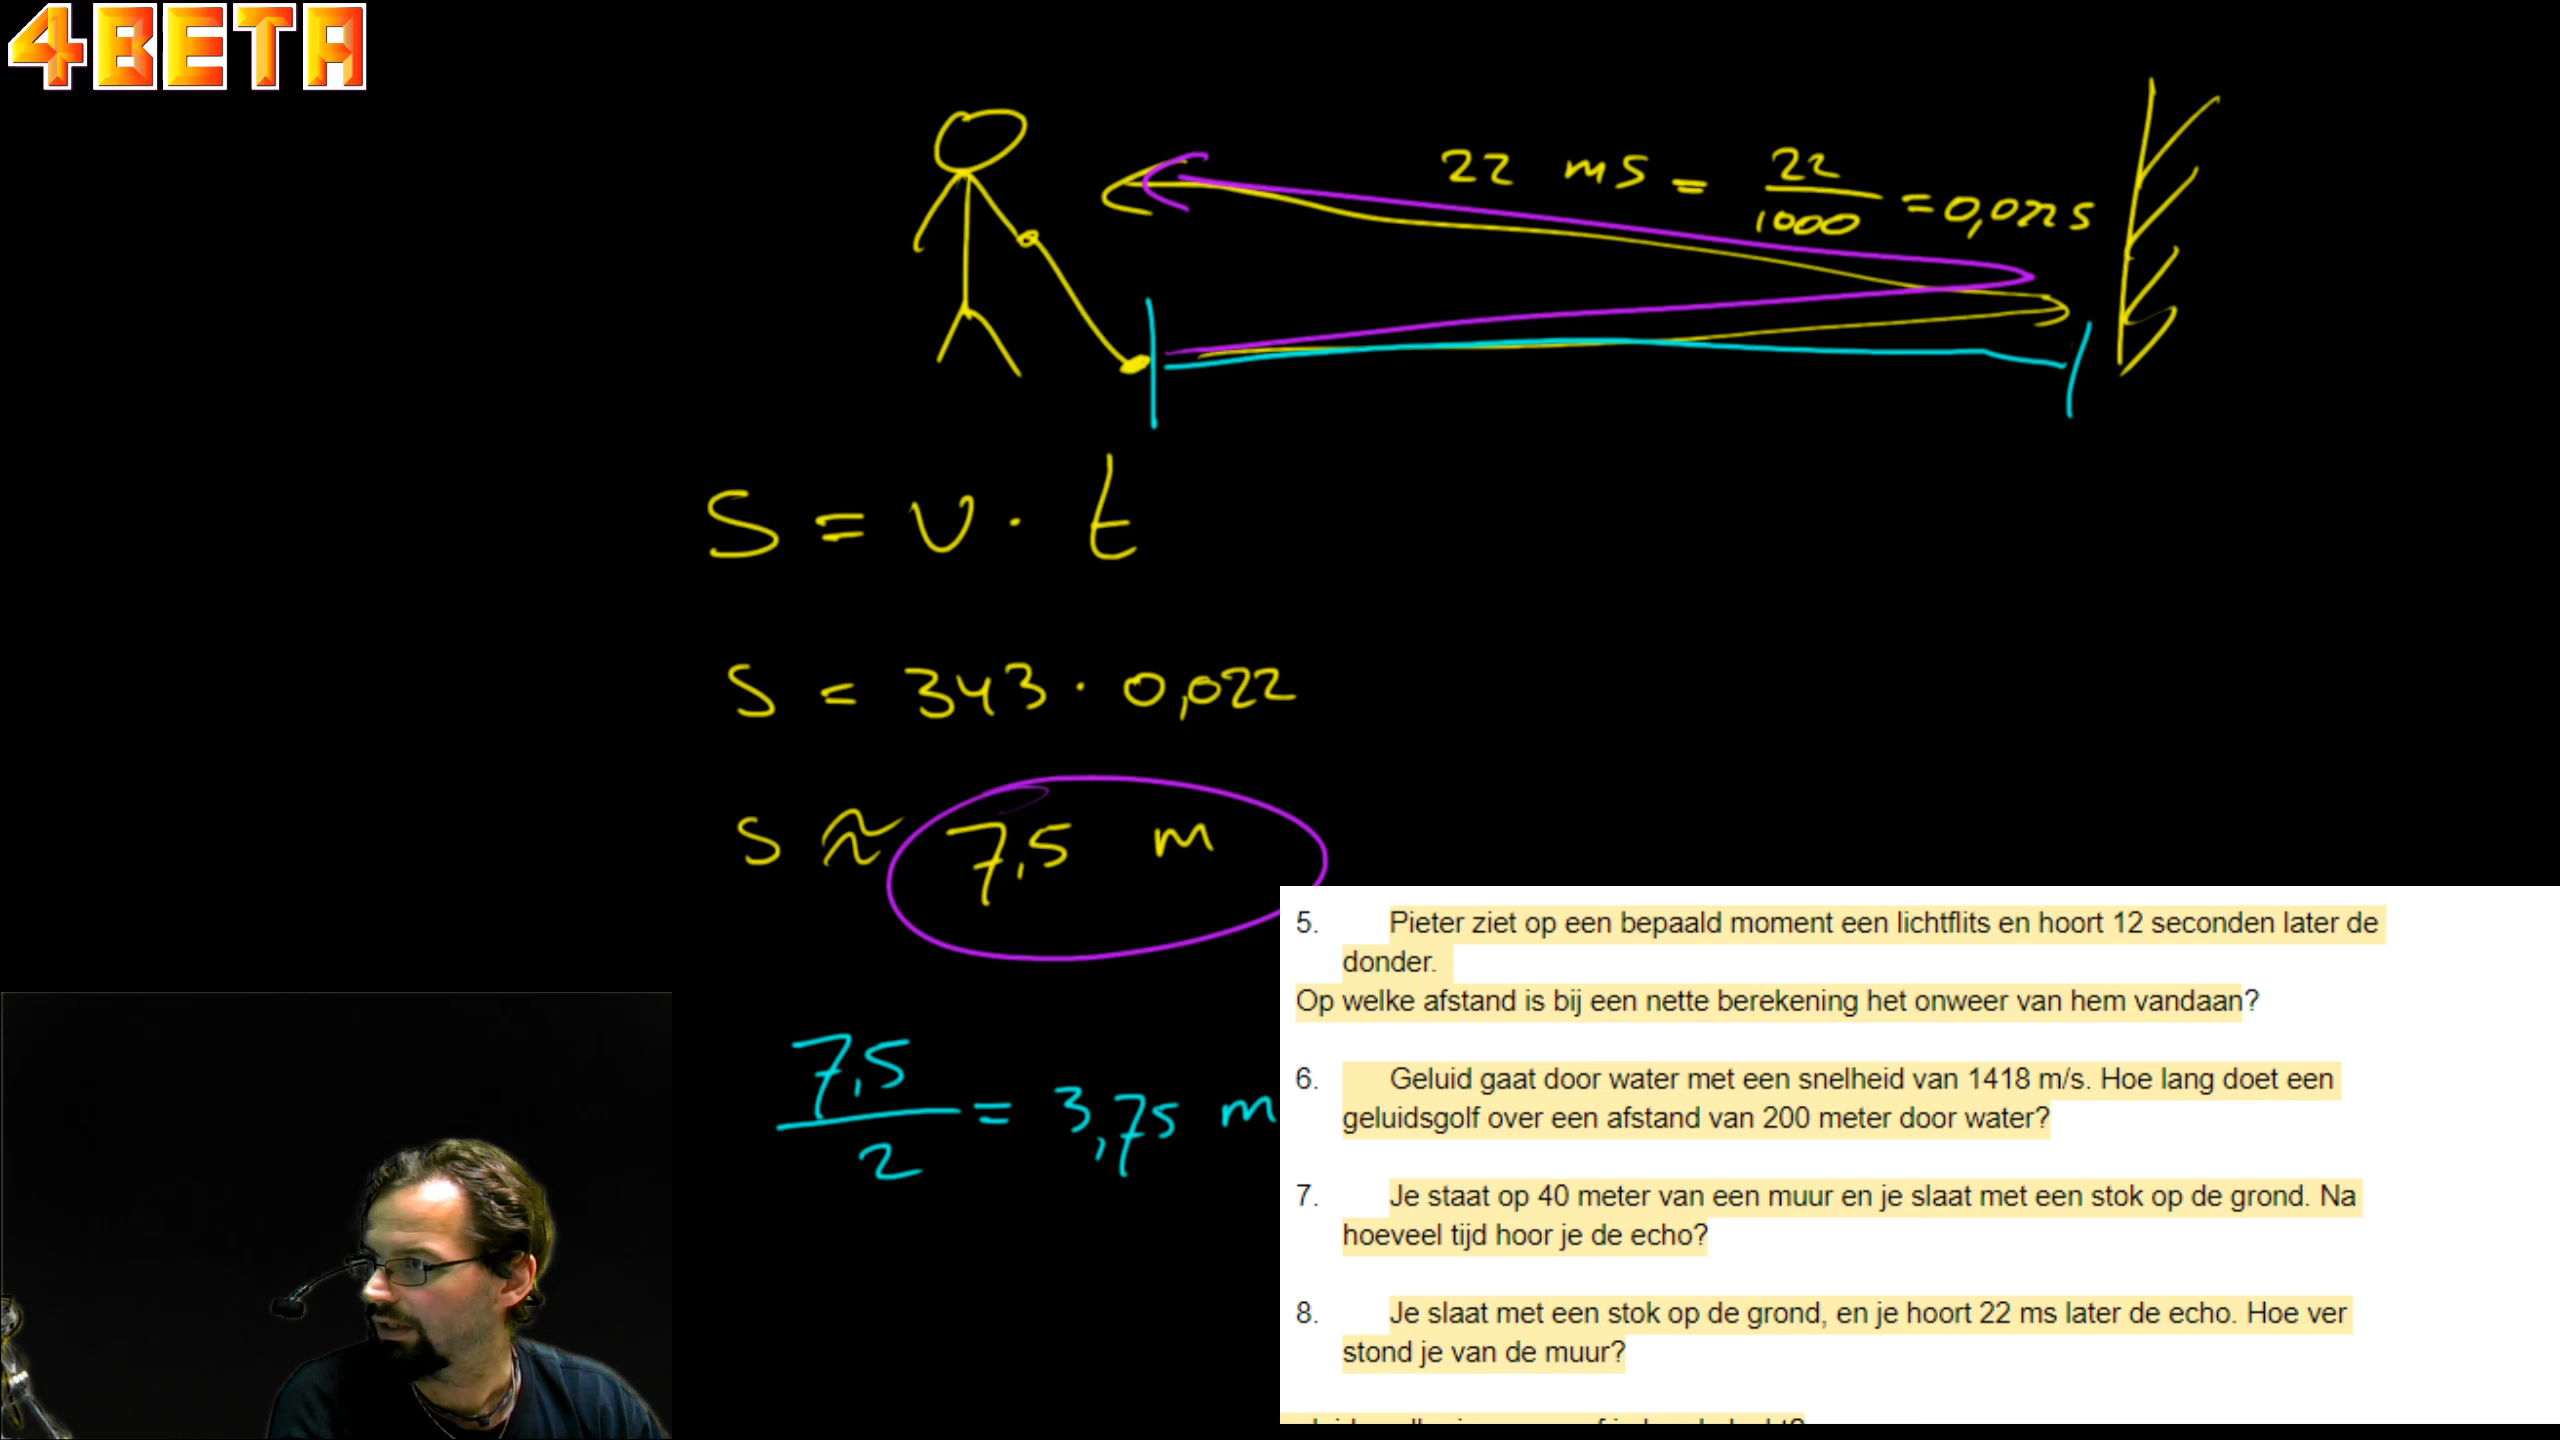 4BETA
22 ms = 22/1000 = 0,022 s
s = v · t
s = 343 · 0,022
s ≈ 7,5 m
7,5/2 = 3,75 m
5. Pieter ziet op een bepaald moment een lichtflits en hoort 12 seconden later de
donder.
Op welke afstand is bij een nette berekening het onweer van hem vandaan?
6. Geluid gaat door water met een snelheid van 1418 m/s. Hoe lang doet een
geluidsgolf over een afstand van 200 meter door water?
7. Je staat op 40 meter van een muur en je slaat met een stok op de grond. Na
hoeveel tijd hoor je de echo?
8. Je slaat met een stok op de grond, en je hoort 22 ms later de echo. Hoe ver
stond je van de muur?